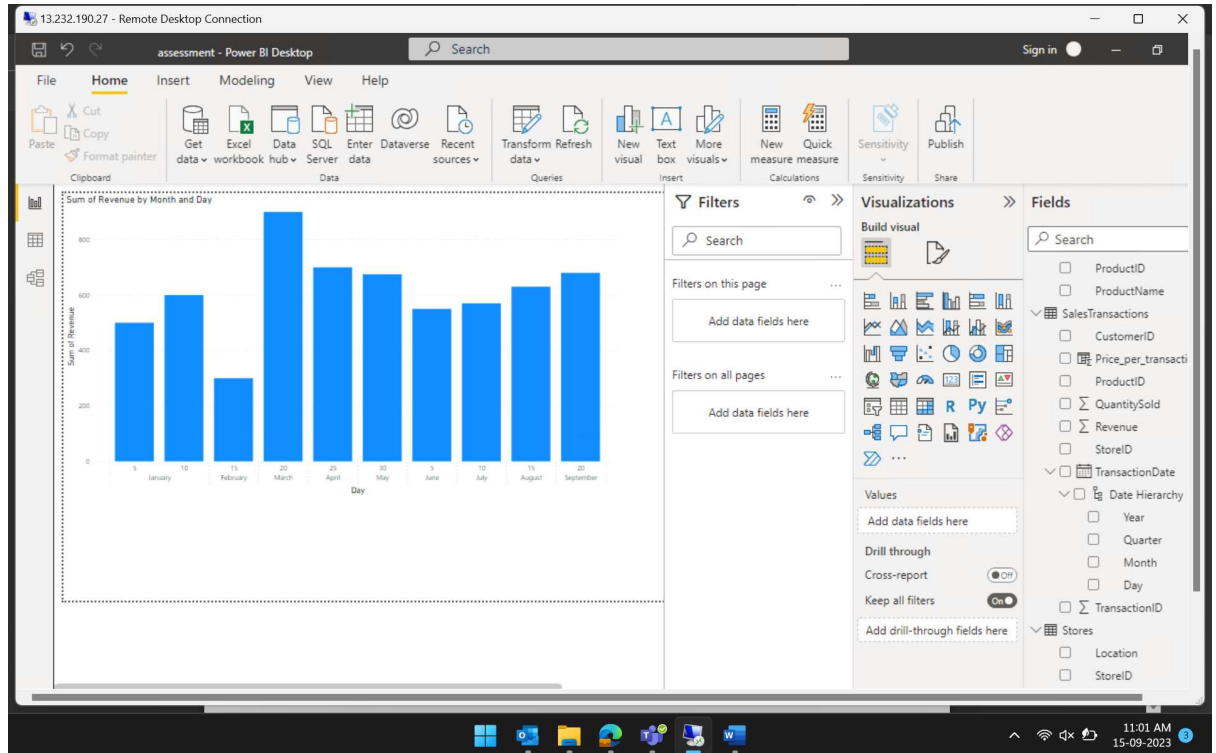 13.232.190.27 - Remote Desktop Connection
assessment - Power BI Desktop
Search
Sign in
File Home Insert Modeling View Help
Paste
Cut
Copy
Format painter
Clipboard
Get data
Excel workbook
Data hub
SQL Server
Enter data
Dataverse
Recent sources
Data
Transform data
Refresh
Queries
New visual
Text box
More visuals
Insert
New measure
Quick measure
Calculations
Sensitivity
Sensitivity
Publish
Share
Sum of Revenue by Month and Day
800
600
400
200
0
Sum of Revenue
5 10 15 20 25 30 5 10 15 20
January February March April May June July August September
Day
Filters
Search
Filters on this page
Add data fields here
Filters on all pages
Add data fields here
Visualizations
Build visual
123
R Py
Values
Add data fields here
Drill through
Cross-report Off
Keep all filters On
Add drill-through fields here
Fields
Search
ProductID
ProductName
SalesTransactions
CustomerID
Price_per_transacti
ProductID
∑ QuantitySold
∑ Revenue
StoreID
TransactionDate
Date Hierarchy
Year
Quarter
Month
Day
∑ TransactionID
Stores
Location
StoreID
11:01 AM
15-09-2023
3